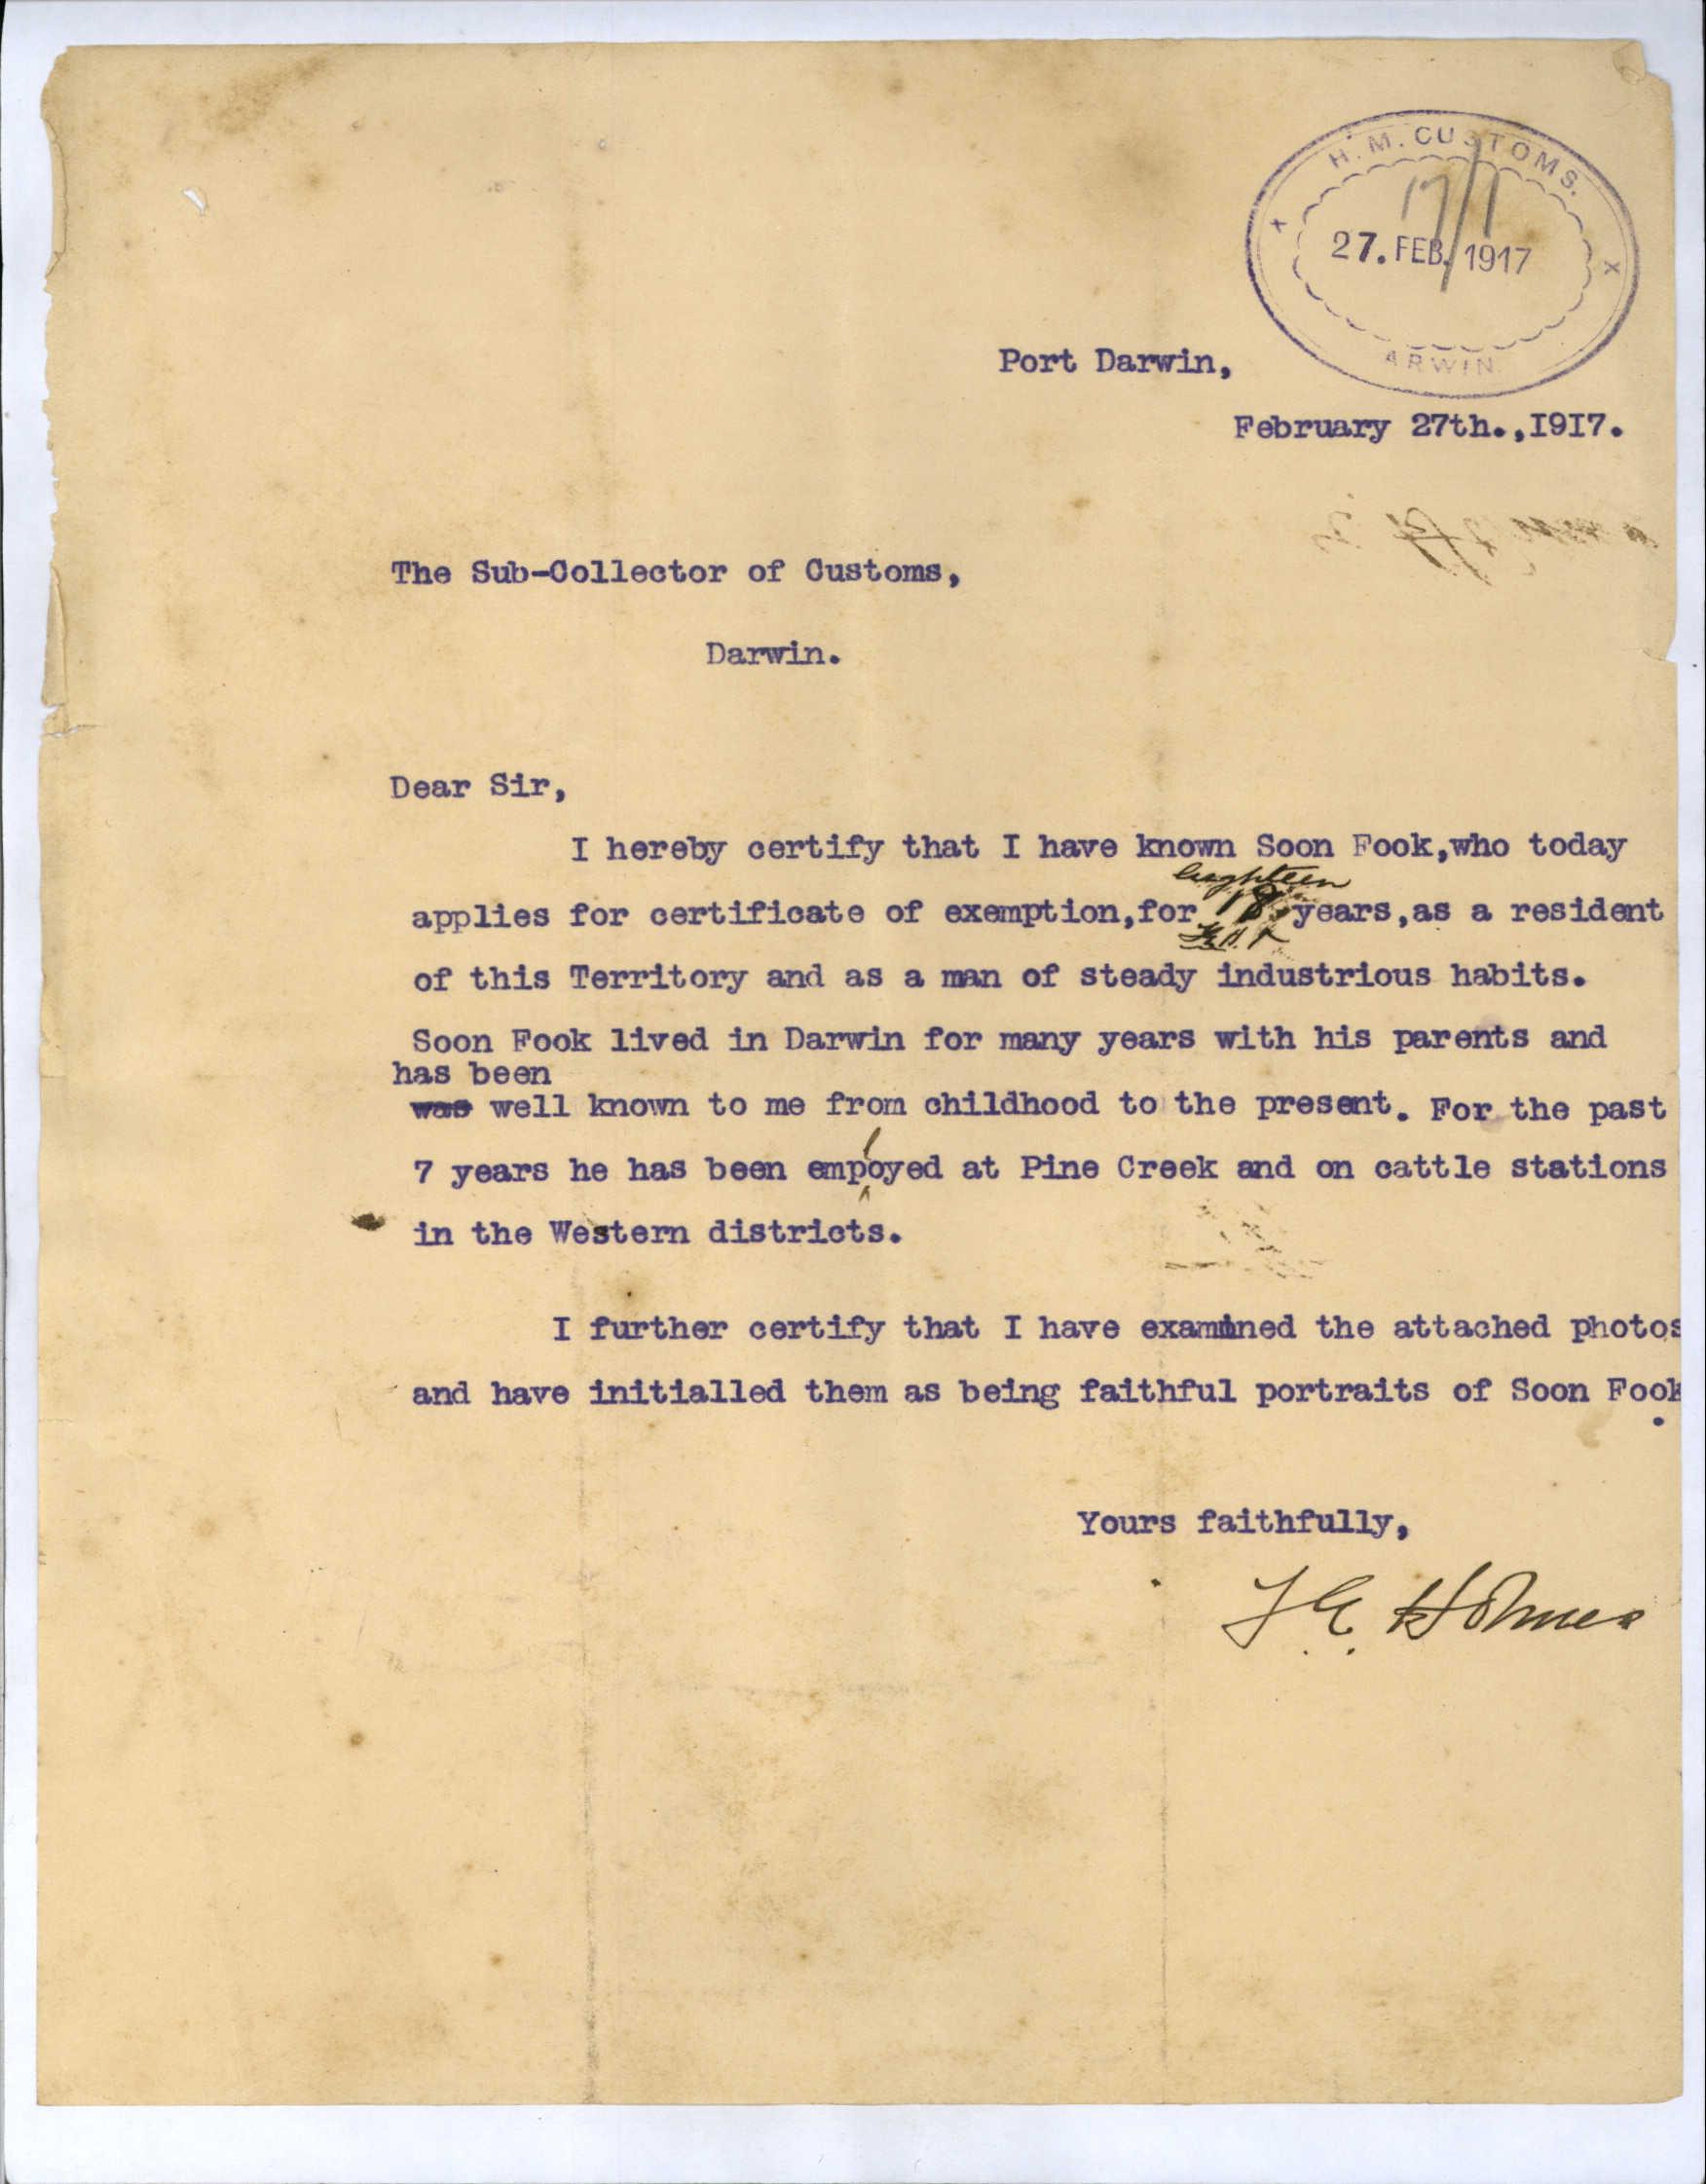 H. M. CUSTOMS.
17/1
27. FEB. 1917
ARWIN
Port Darwin,
February 27th.,I9I7.
The Sub-Collector of Customs,
Darwin.
Dear Sir,
I hereby certify that I have known Soon Fook,who today
eighteen
applies for certificate of exemption,for 18 years,as a resident
of this Territory and as a man of steady industrious habits.
Soon Fook lived in Darwin for many years with his parents and
has been
was well known to me from childhood to the present. For the past
l
7 years he has been empoyed at Pine Creek and on cattle stations
in the Western districts.
I further certify that I have examined the attached photos
and have initialled them as being faithful portraits of Soon Fook
.
Yours faithfully,
Holmes